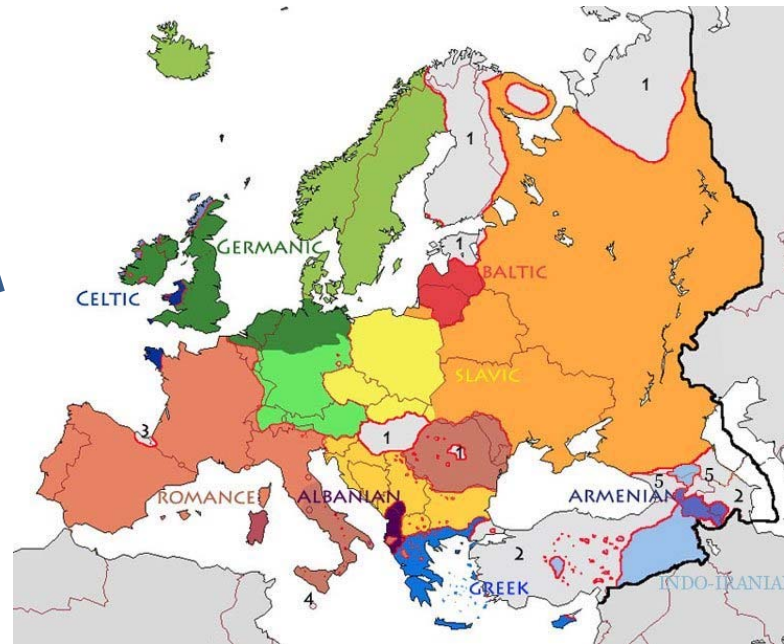 1
1
GERMANIC
1
BALTIC
CELTIC
SLAVIC
3
1
1
5
5
ROMANCE
ALBANIAN
ARMENIAN
2
2
4
GREEK
INDO-IRANIAN